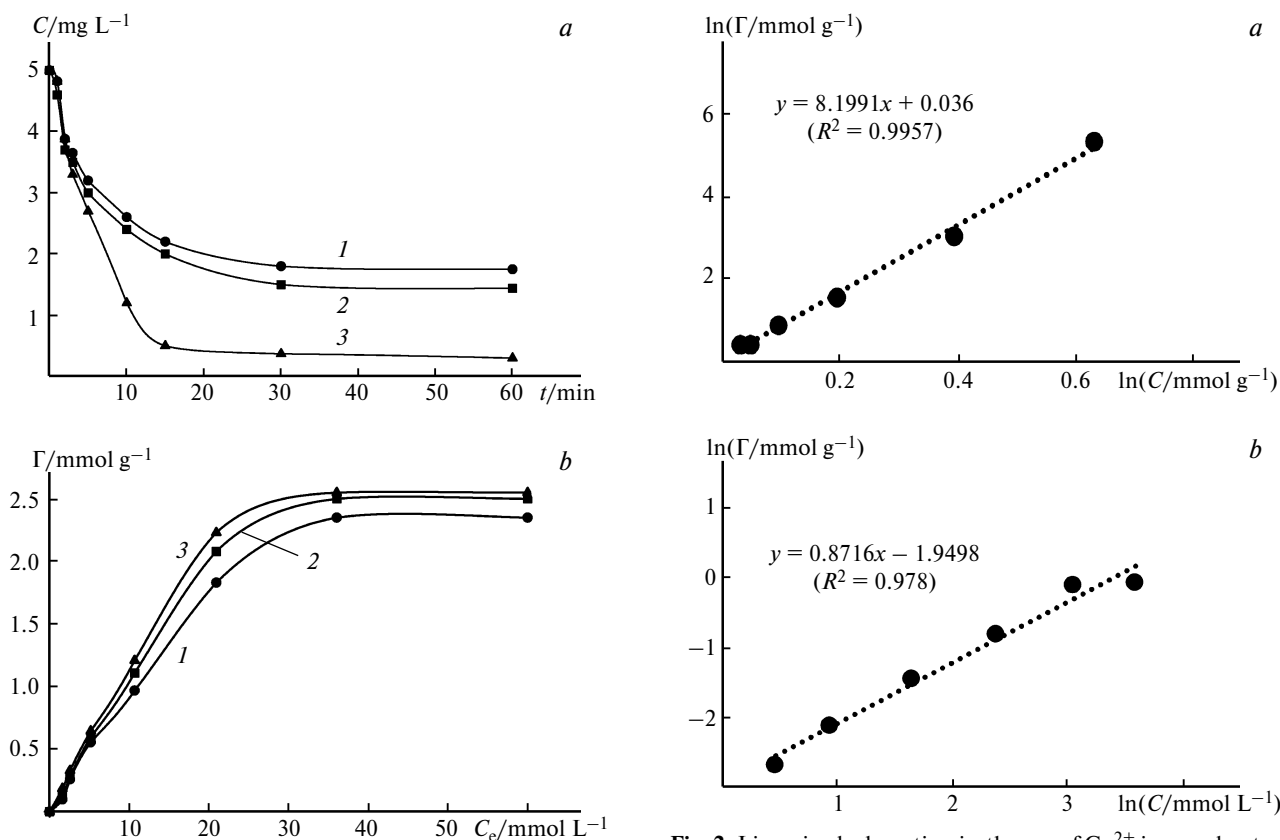 C/mg L⁻¹
a
5
4
3
2
1
1
2
3
10 20 30 40 50 60 t/min
Γ/mmol g⁻¹
b
2.5
2.0
1.5
1.0
0.5
3
2
1
10 20 30 40 50 Cₑ/mmol L⁻¹
ln(Γ/mmol g⁻¹)
a
y = 8.1991x + 0.036
(R² = 0.9957)
6
4
2
0.2 0.4 0.6 ln(C/mmol g⁻¹)
ln(Γ/mmol g⁻¹)
b
1
0
−1
−2
y = 0.8716x − 1.9498
(R² = 0.978)
1 2 3 ln(C/mmol L⁻¹)